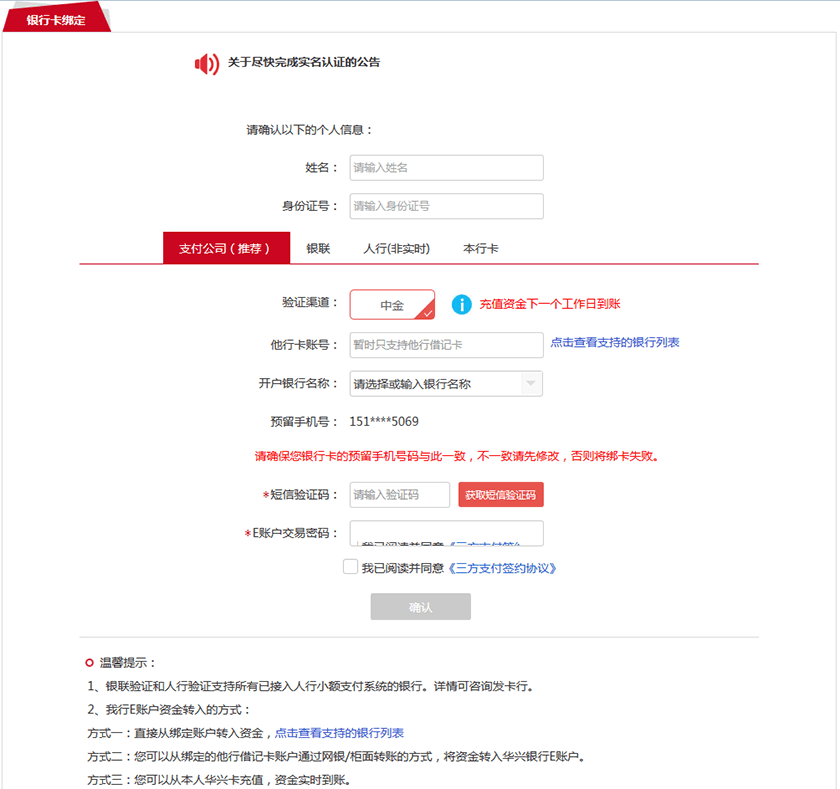 银行卡绑定
关于尽快完成实名认证的公告
请确认以下的个人信息：
姓名： 请输入姓名
身份证号： 请输入身份证号
支付公司（推荐） 银联 人行(非实时) 本行卡
验证渠道： 中金 i 充值资金下一个工作日到账
他行卡账号： 暂时只支持他行借记卡 点击查看支持的银行列表
开户银行名称： 请选择或输入银行名称
预留手机号： 151****5069
请确保您银行卡的预留手机号码与此一致，不一致请先修改，否则将绑卡失败。
*短信验证码： 请输入验证码 获取短信验证码
*E账户交易密码：
我已阅读并同意《三方支付签约协议》
确认
温馨提示：
1、银联验证和人行验证支持所有已接入人行小额支付系统的银行。详情可咨询发卡行。
2、我行E账户资金转入的方式：
方式一：直接从绑定账户转入资金，点击查看支持的银行列表
方式二：您可以从绑定的他行借记卡账户通过网银/柜面转账的方式，将资金转入华兴银行E账户。
方式三：您可以从本人华兴卡充值，资金实时到账。